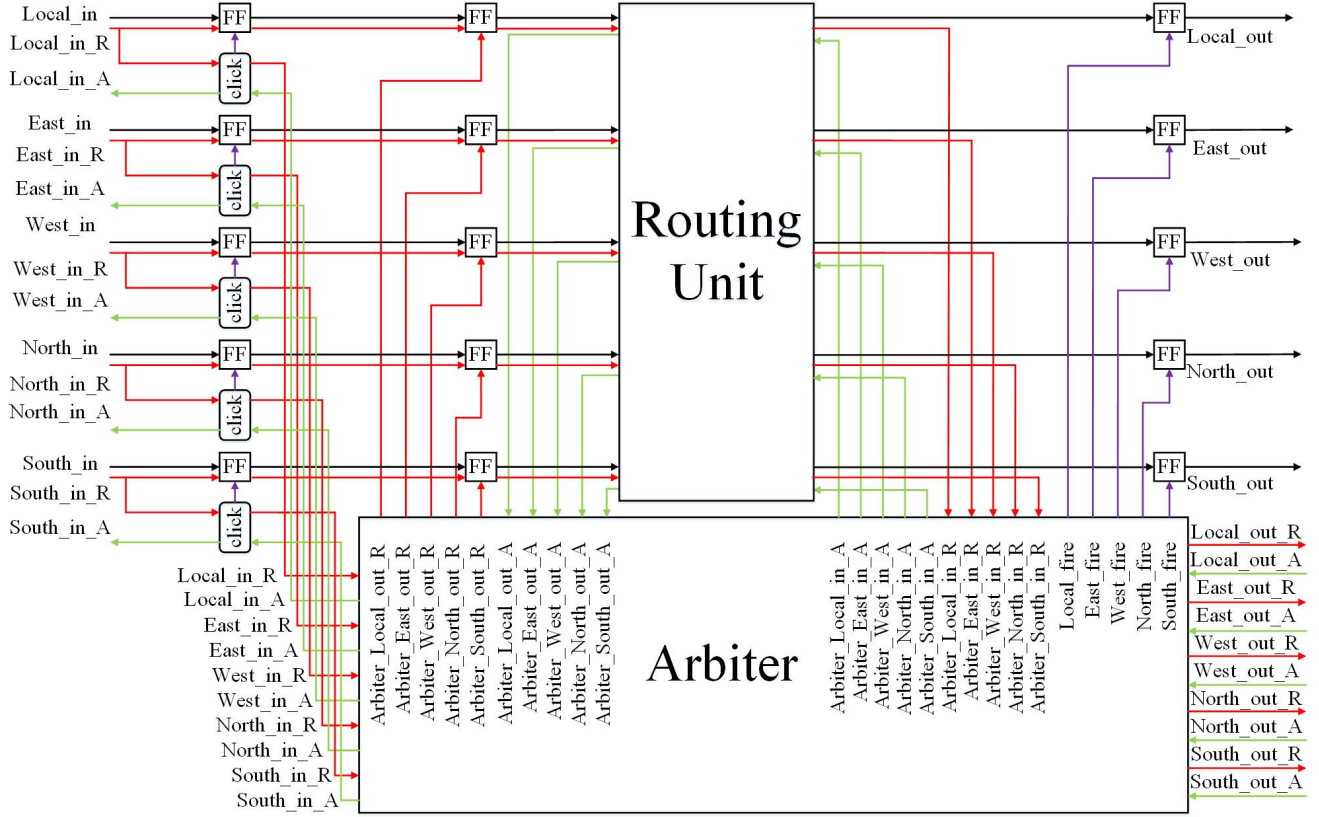 Local_in
FF
FF
FF
Local_in_R
Local_out
Local_in_A
click
East_in
FF
FF
FF
East_in_R
East_out
East_in_A
click
West_in
FF
FF
FF
West_in_R
West_out
West_in_A
click
Routing
Unit
North_in
FF
FF
FF
North_in_R
North_out
North_in_A
click
South_in
FF
FF
FF
South_in_R
South_out
South_in_A
click
Local_in_R
Local_in_A
East_in_R
East_in_A
West_in_R
West_in_A
North_in_R
North_in_A
South_in_R
South_in_A
Arbiter_Local_out_R
Arbiter_East_out_R
Arbiter_West_out_R
Arbiter_North_out_R
Arbiter_South_out_R
Arbiter_Local_out_A
Arbiter_East_out_A
Arbiter_West_out_A
Arbiter_North_out_A
Arbiter_South_out_A
Arbiter
Arbiter_Local_in_A
Arbiter_East_in_A
Arbiter_West_in_A
Arbiter_North_in_A
Arbiter_South_in_A
Arbiter_Local_in_R
Arbiter_East_in_R
Arbiter_West_in_R
Arbiter_North_in_R
Arbiter_South_in_R
Local_fire
East_fire
West_fire
North_fire
South_fire
Local_out_R
Local_out_A
East_out_R
East_out_A
West_out_R
West_out_A
North_out_R
North_out_A
South_out_R
South_out_A